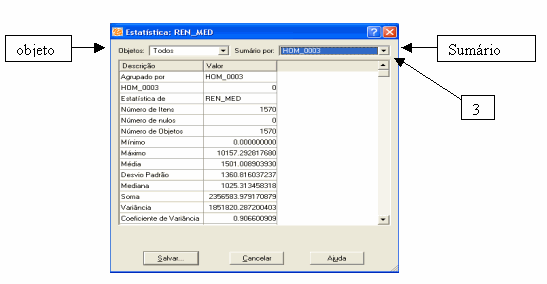 Estatística: REN_MED
objeto
Objetos: Todos Sumário por: HOM_0003
Sumário
3
Descrição Valor
Agrupado por HOM_0003
HOM_0003 0
Estatística de REN_MED
Número de Itens 1570
Número de nulos 0
Número de Objetos 1570
Mínimo 0.000000000
Máximo 10157.292817680
Média 1501.008903930
Desvio Padrão 1360.816037237
Mediana 1025.313458318
Soma 2356583.979170879
Variância 1851820.287200403
Coeficiente de Variância 0.906600909
Salvar... Cancelar Ajuda